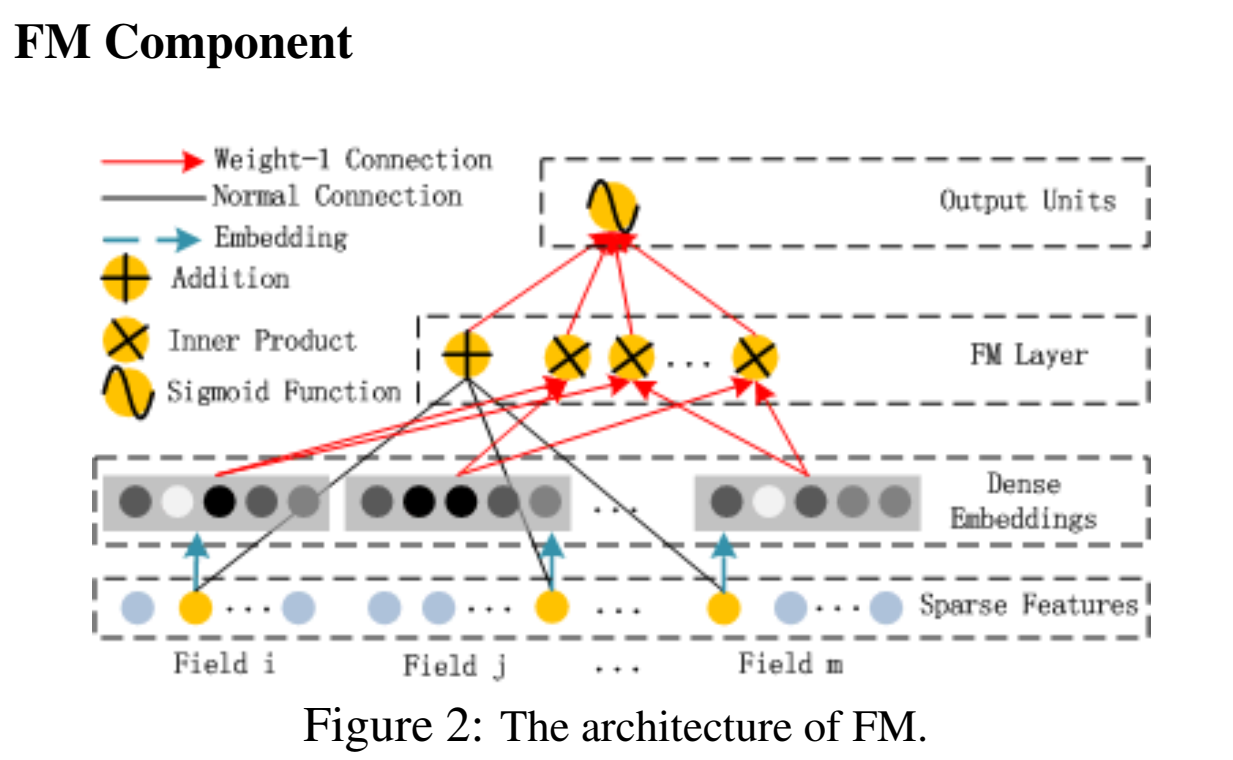 FM Component
Weight-1 Connection
Normal Connection
Embedding
Addition
Inner Product
Sigmoid Function
Output Units
FM Layer
...
Dense
Embeddings
...
Sparse Features
... ... ... ...
Field i Field j ... Field m
Figure 2: The architecture of FM.